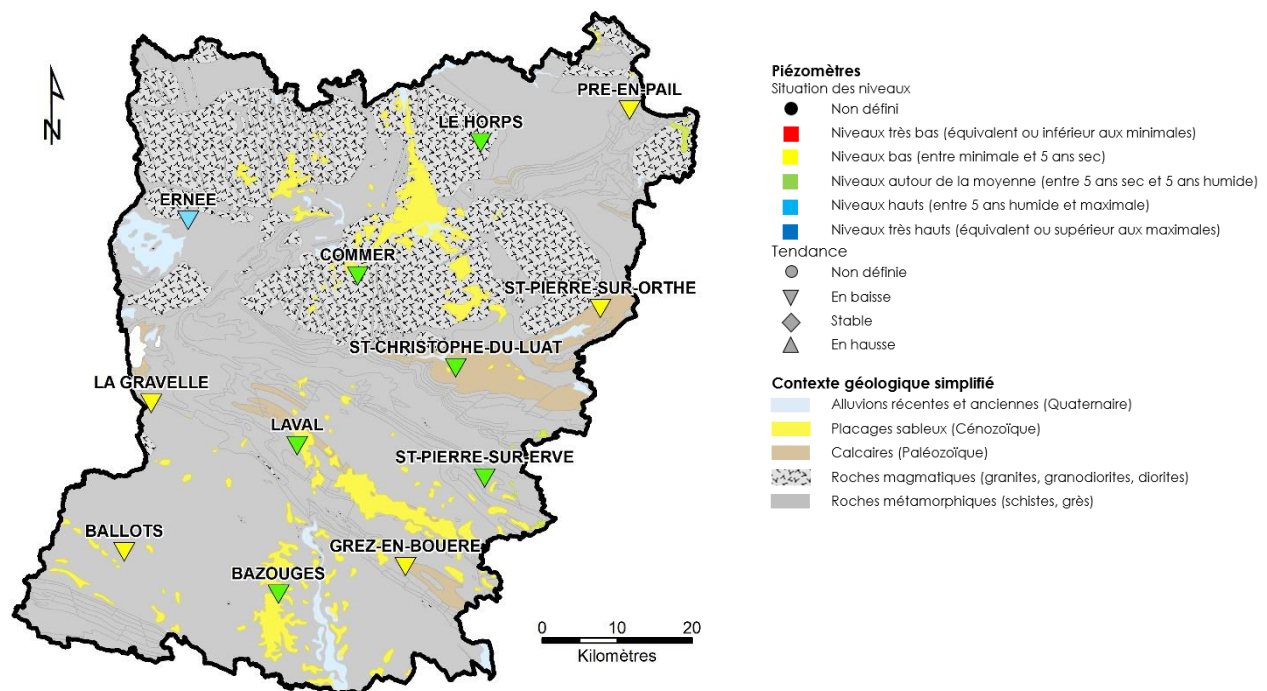 PRE-EN-PAIL
LE HORPS
ERNEE
COMMER
ST-PIERRE-SUR-ORTHE
ST-CHRISTOPHE-DU-LUAT
LA GRAVELLE
LAVAL
ST-PIERRE-SUR-ERVE
BALLOTS
GREZ-EN-BOUERE
BAZOUGES
N
0 10 20
Kilomètres
Piézomètres
Situation des niveaux
Non défini
Niveaux très bas (équivalent ou inférieur aux minimales)
Niveaux bas (entre minimale et 5 ans sec)
Niveaux autour de la moyenne (entre 5 ans sec et 5 ans humide)
Niveaux hauts (entre 5 ans humide et maximale)
Niveaux très hauts (équivalent ou supérieur aux maximales)
Tendance
Non définie
En baisse
Stable
En hausse
Contexte géologique simplifié
Alluvions récentes et anciennes (Quaternaire)
Placages sableux (Cénozoïque)
Calcaires (Paléozoïque)
Roches magmatiques (granites, granodiorites, diorites)
Roches métamorphiques (schistes, grès)